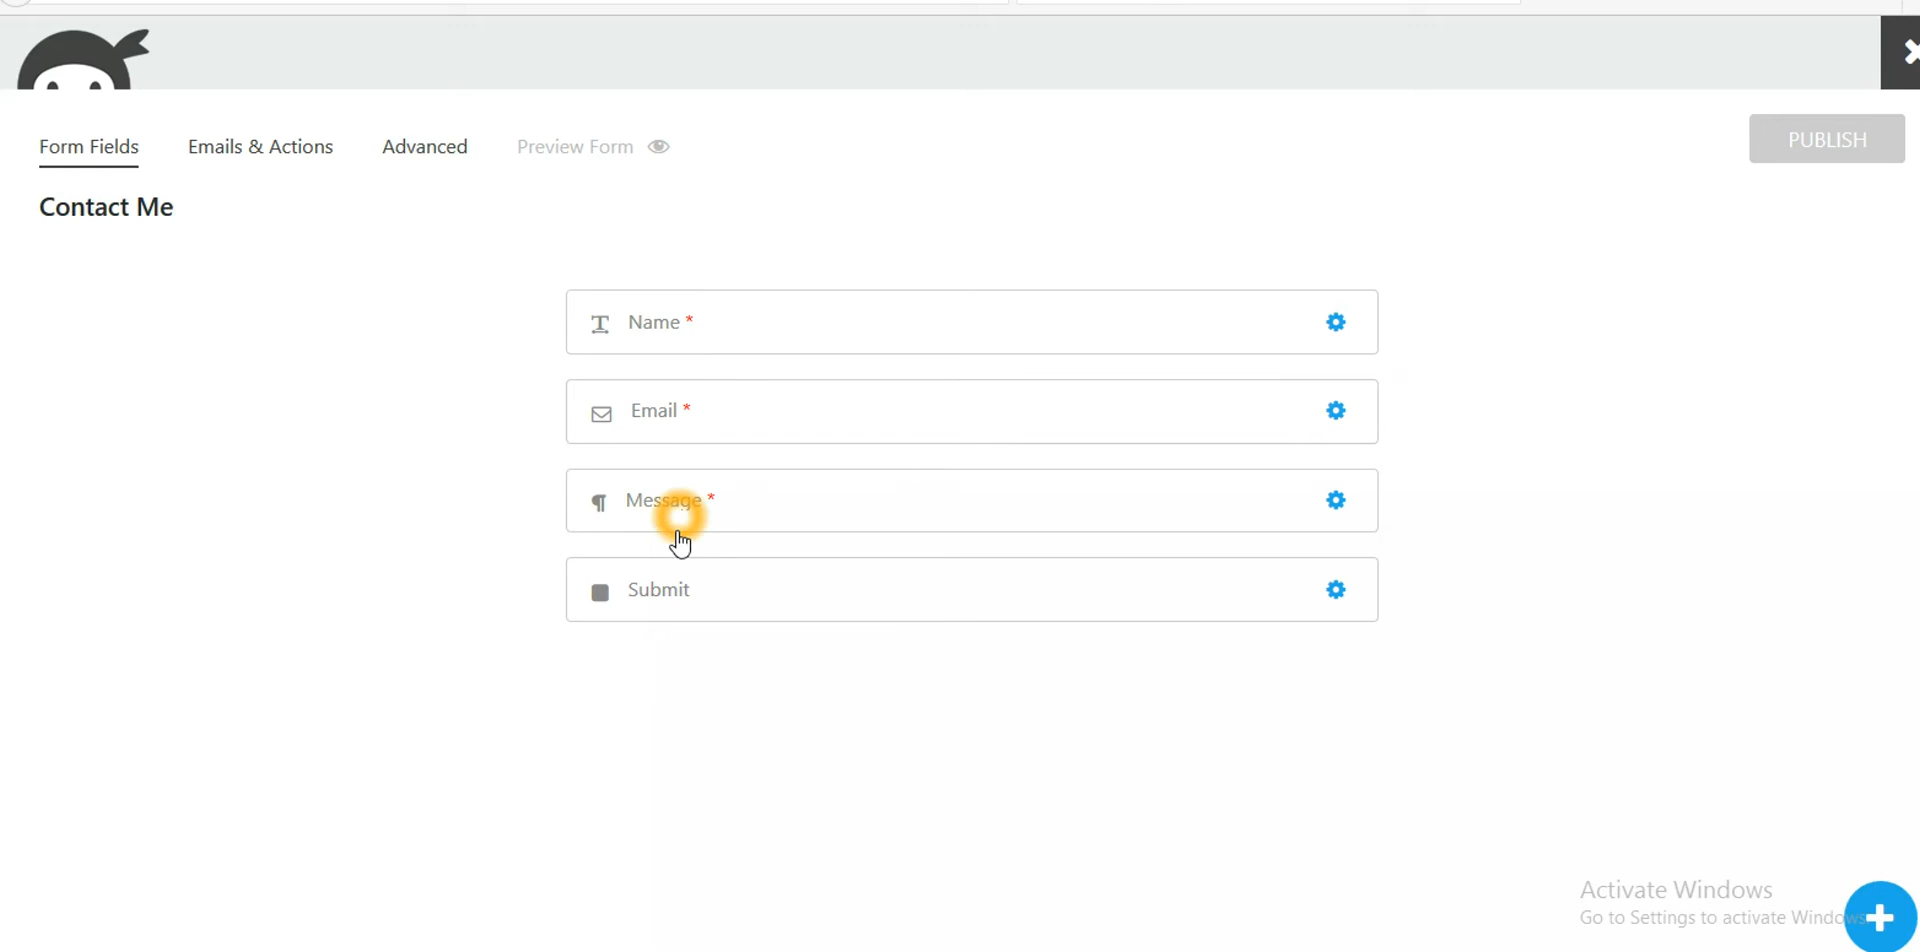 Form Fields Emails & Actions Advanced Preview Form PUBLISH
Contact Me
Name *
Email *
Message *
Submit
Activate Windows
Go to Settings to activate Windows.